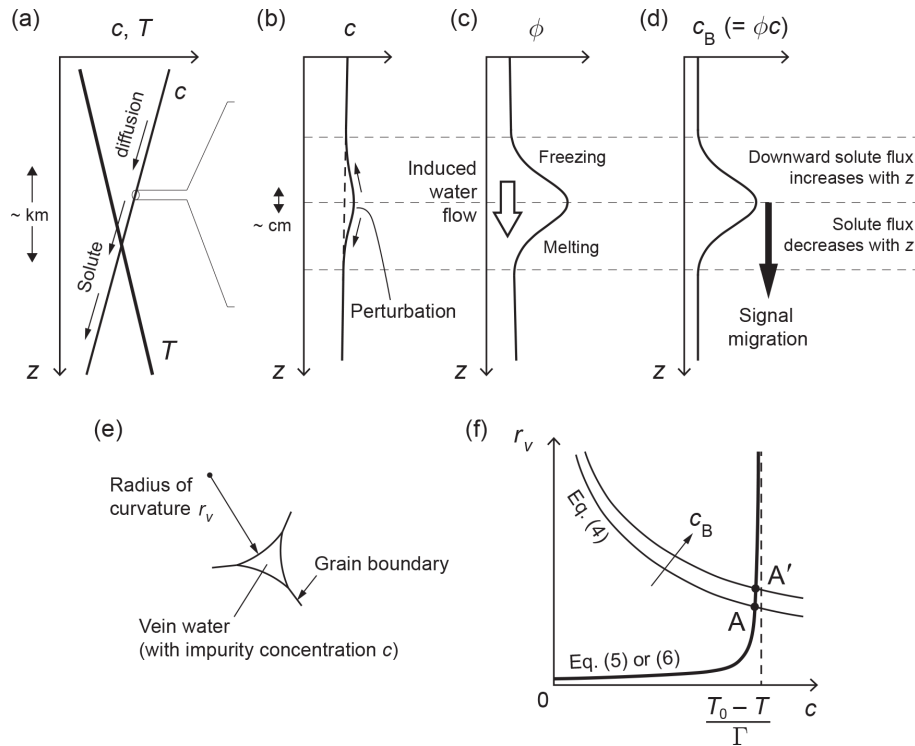 (a)
c, T
c
diffusion
~ km
Solute
T
z
(b)
c
~ cm
Perturbation
z
(c)
ϕ
Freezing
Induced
water
flow
Melting
z
(d)
c_B (= ϕc)
Downward solute flux
increases with z
Solute flux
decreases with z
Signal
migration
z
(e)
Radius of
curvature r_v
Grain boundary
Vein water
(with impurity concentration c)
(f)
r_v
Eq. (4)
c_B
A′
A
Eq. (5) or (6)
0
T_0 − T
Γ
c